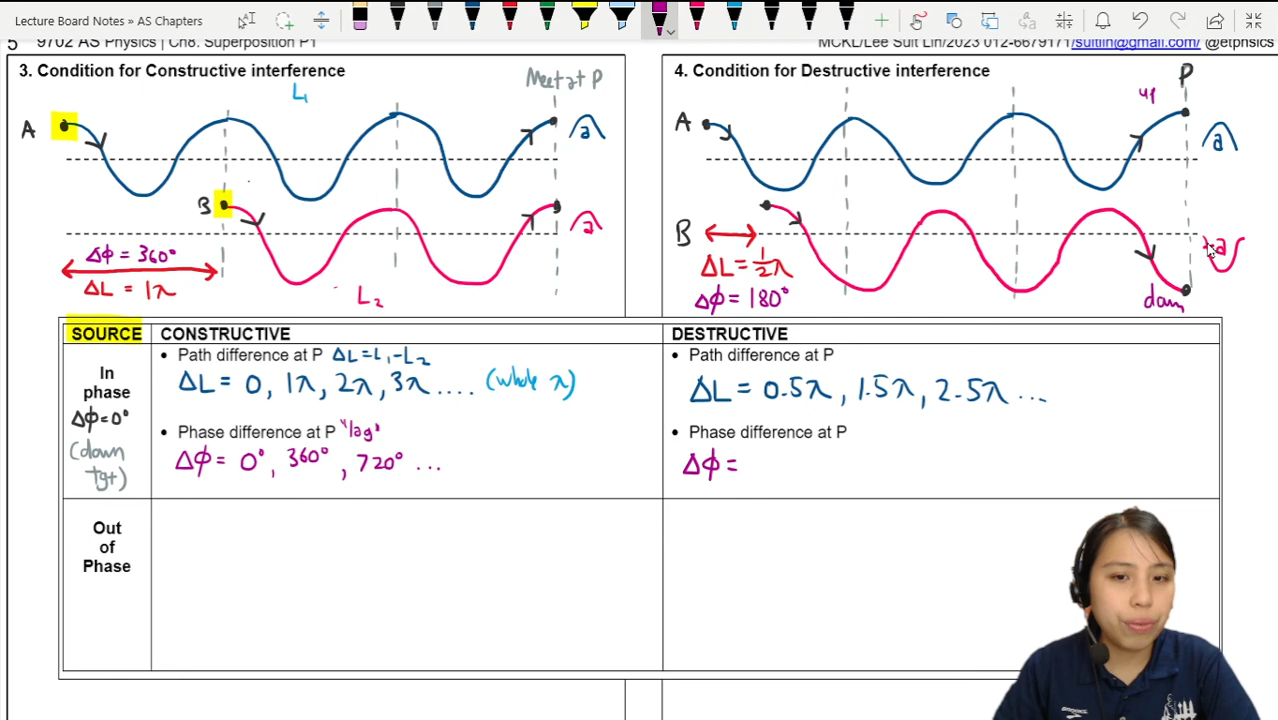 Lecture Board Notes – AS Chapters
5 9702 AS Physics | Ch8. Superposition P1
MCKL/Lee Suit Lin/2023 012-6679171/suitlin@gmail.com/ @etphsics
3. Condition for Constructive interference
Meet at P
L₁
A
a
B
a
Δϕ = 360°
ΔL = 1λ
L₂
4. Condition for Destructive interference
P
up
A
a
B
ΔL = ½λ
Δϕ = 180°
down
SOURCE
CONSTRUCTIVE
DESTRUCTIVE
In
phase
Δϕ=0°
(down
tgt)
• Path difference at P ΔL=L₁-L₂
ΔL = 0, 1λ, 2λ, 3λ .... (whole λ)
• Phase difference at P "lag"
Δϕ = 0°, 360°, 720° ...
• Path difference at P
ΔL = 0.5λ, 1.5λ, 2.5λ ...
• Phase difference at P
Δϕ =
Out
of
Phase